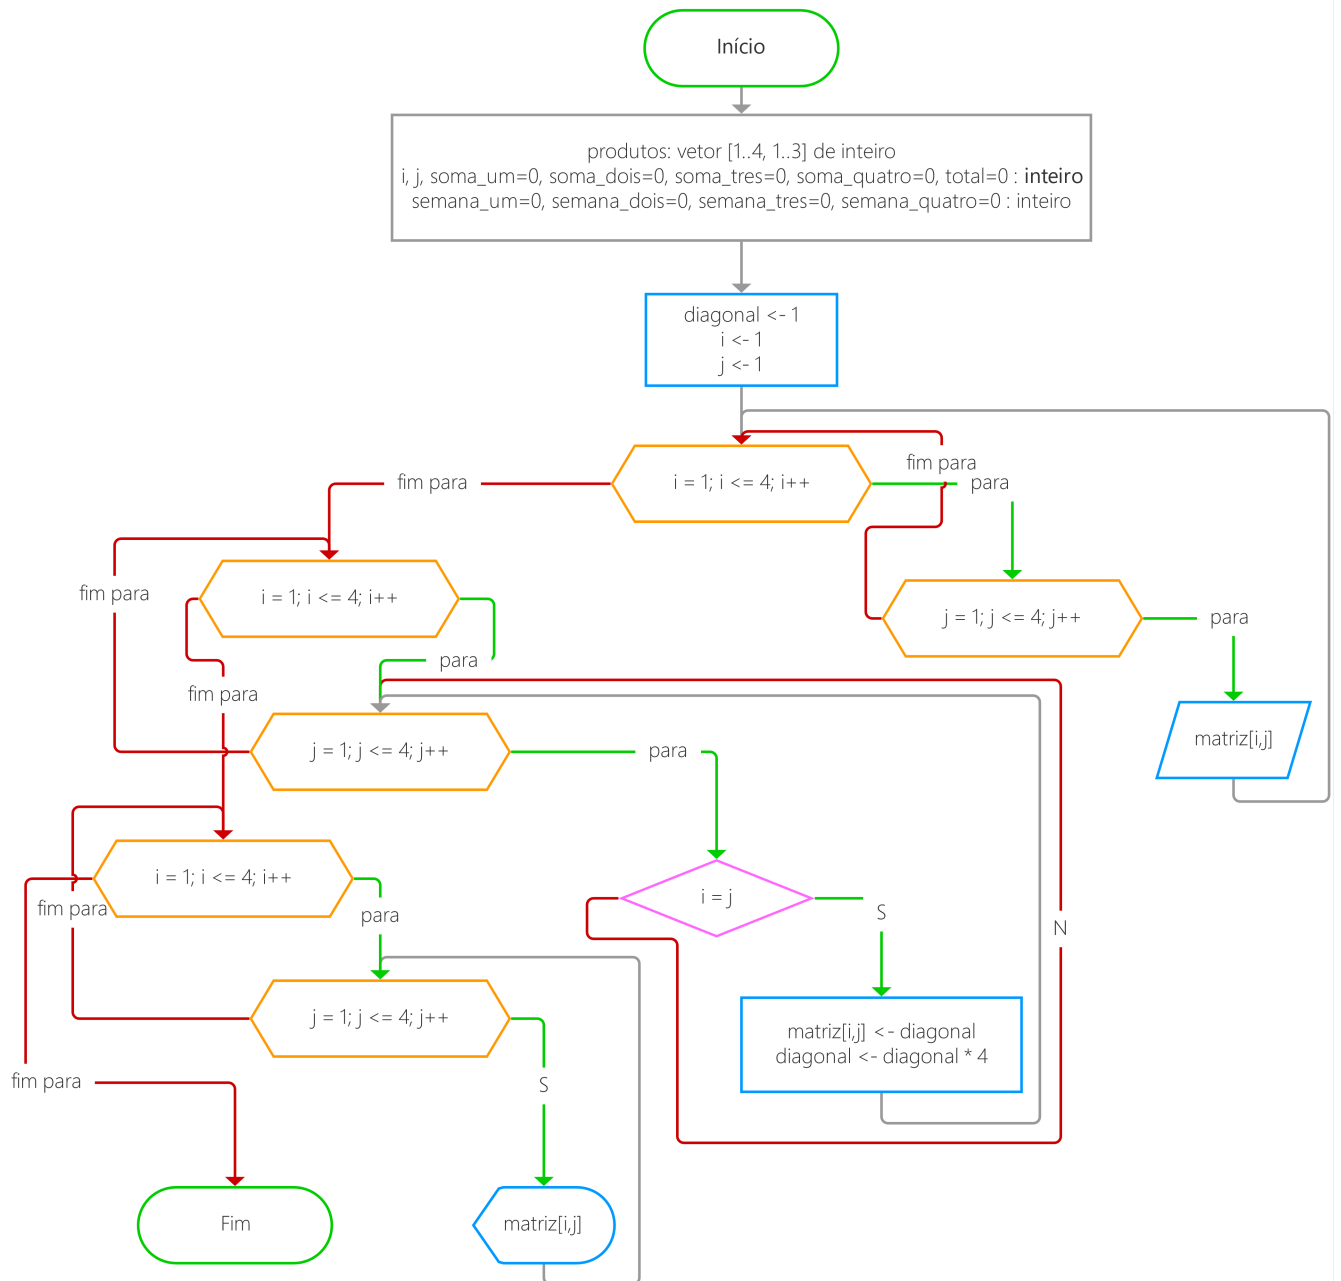 Início
produtos: vetor [1..4, 1..3] de inteiro
i, j, soma_um=0, soma_dois=0, soma_tres=0, soma_quatro=0, total=0 : inteiro
semana_um=0, semana_dois=0, semana_tres=0, semana_quatro=0 : inteiro
diagonal <- 1
i <- 1
j <- 1
i = 1; i <= 4; i++
fim para
para
fim para
j = 1; j <= 4; j++
para
matriz[i,j]
i = 1; i <= 4; i++
fim para
para
fim para
j = 1; j <= 4; j++
para
i = j
S
N
matriz[i,j] <- diagonal
diagonal <- diagonal * 4
i = 1; i <= 4; i++
fim para
para
j = 1; j <= 4; j++
S
fim para
Fim
matriz[i,j]